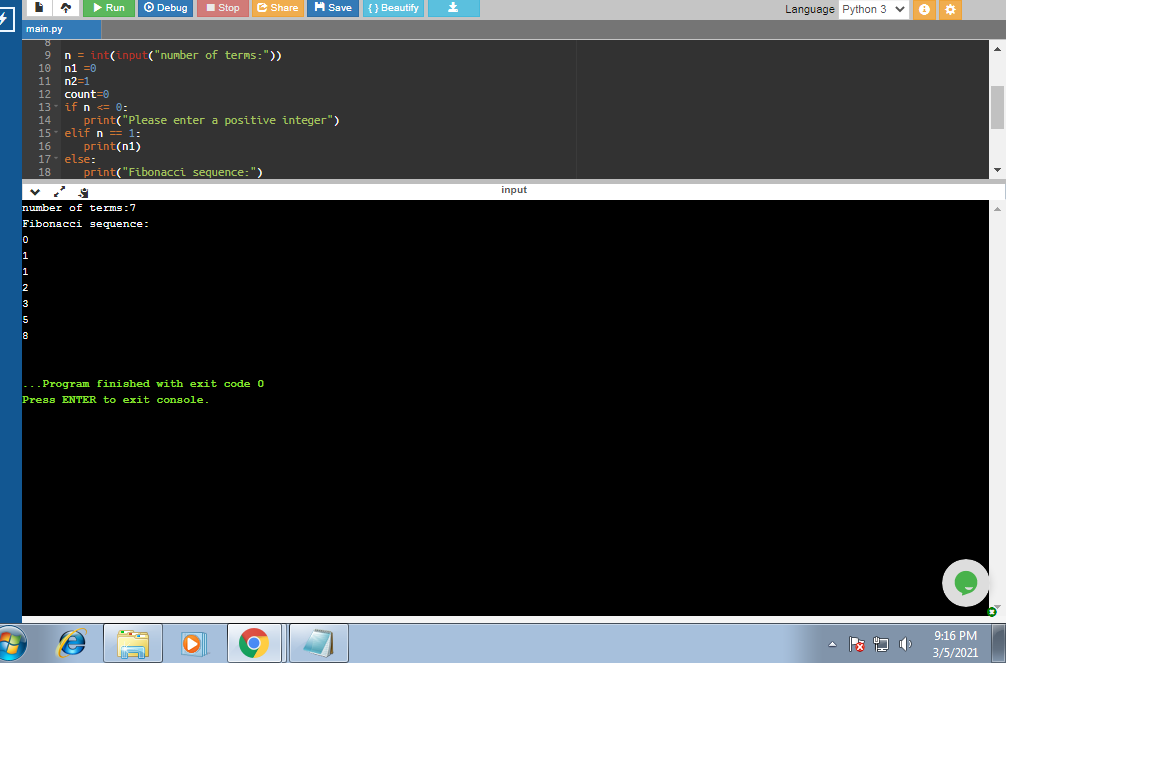 Run Debug Stop Share Save { } Beautify Language Python 3
main.py
8
9 n = int(input("number of terms:"))
10 n1 =0
11 n2=1
12 count=0
13 if n <= 0:
14 print("Please enter a positive integer")
15 elif n == 1:
16 print(n1)
17 else:
18 print("Fibonacci sequence:")
input
number of terms:7
Fibonacci sequence:
0
1
1
2
3
5
8
...Program finished with exit code 0
Press ENTER to exit console.
9:16 PM
3/5/2021